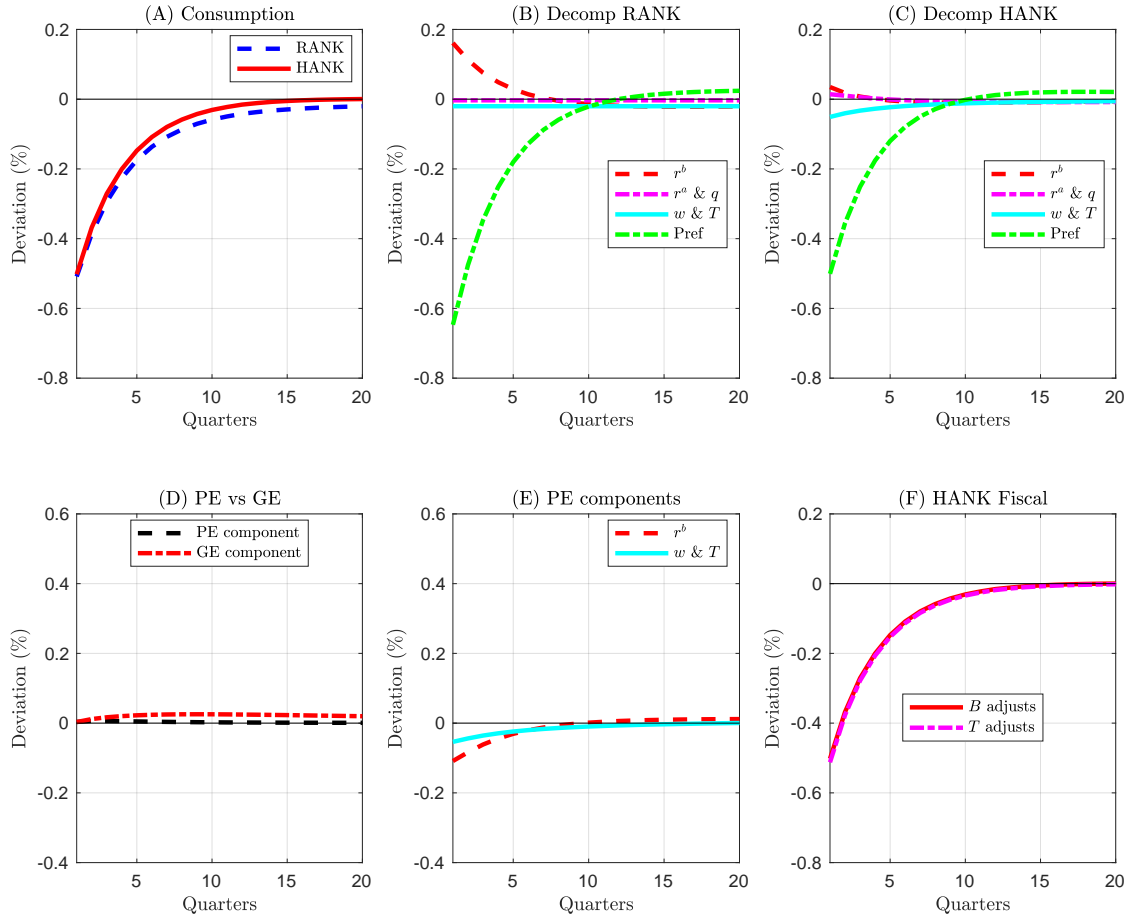 (A) Consumption
RANK
HANK
0.2
0
-0.2
-0.4
-0.6
-0.8
Deviation (%)
5
10
15
20
Quarters
(B) Decomp RANK
r^b
r^a & q
w & T
Pref
0.2
0
-0.2
-0.4
-0.6
-0.8
Deviation (%)
5
10
15
20
Quarters
(C) Decomp HANK
r^b
r^a & q
w & T
Pref
0.2
0
-0.2
-0.4
-0.6
-0.8
Deviation (%)
5
10
15
20
Quarters
(D) PE vs GE
PE component
GE component
0.6
0.4
0.2
0
-0.2
-0.4
Deviation (%)
5
10
15
20
Quarters
(E) PE components
r^b
w & T
0.6
0.4
0.2
0
-0.2
-0.4
Deviation (%)
5
10
15
20
Quarters
(F) HANK Fiscal
B adjusts
T adjusts
0.2
0
-0.2
-0.4
-0.6
-0.8
Deviation (%)
5
10
15
20
Quarters